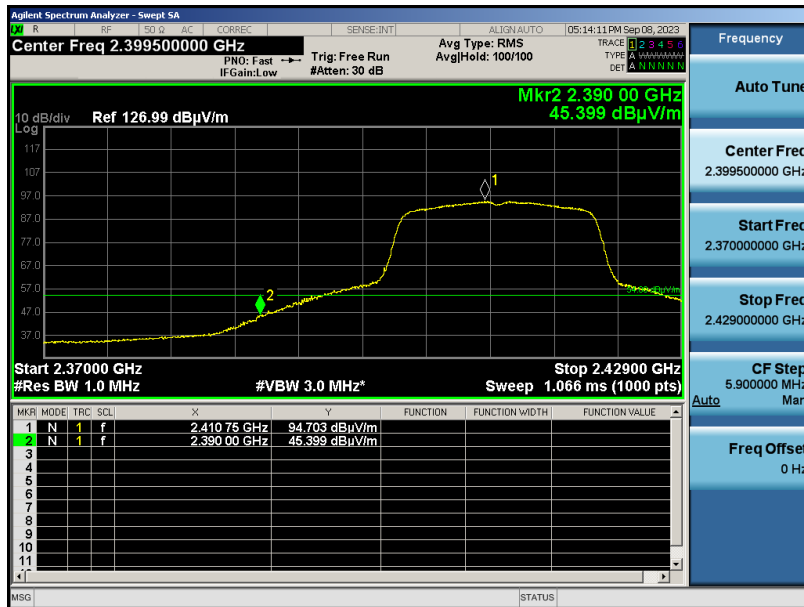 Agilent Spectrum Analyzer - Swept SA
LXI R RF 50 Ω AC CORREC SENSE:INT ALIGN AUTO 05:14:11 PM Sep 08, 2023
Center Freq 2.399500000 GHz
PNO: Fast
IFGain:Low
Trig: Free Run
#Atten: 30 dB
Avg Type: RMS
Avg|Hold: 100/100
TRACE 1 2 3 4 5 6
TYPE A
DET A N N N N N
Mkr2 2.390 00 GHz
45.399 dBµV/m
10 dB/div Ref 126.99 dBµV/m
Log
117
107
97.0
87.0
77.0
67.0
57.0
47.0
37.0
1
2
Start 2.37000 GHz Stop 2.42900 GHz
#Res BW 1.0 MHz #VBW 3.0 MHz* Sweep 1.066 ms (1000 pts)
MKR MODE TRC SCL X Y FUNCTION FUNCTION WIDTH FUNCTION VALUE
1 N 1 f 2.410 75 GHz 94.703 dBµV/m
2 N 1 f 2.390 00 GHz 45.399 dBµV/m
3
4
5
6
7
8
9
10
11
MSG STATUS
Frequency
Auto Tune
Center Freq
2.399500000 GHz
Start Freq
2.370000000 GHz
Stop Freq
2.429000000 GHz
CF Step
5.900000 MHz
Auto Man
Freq Offset
0 Hz